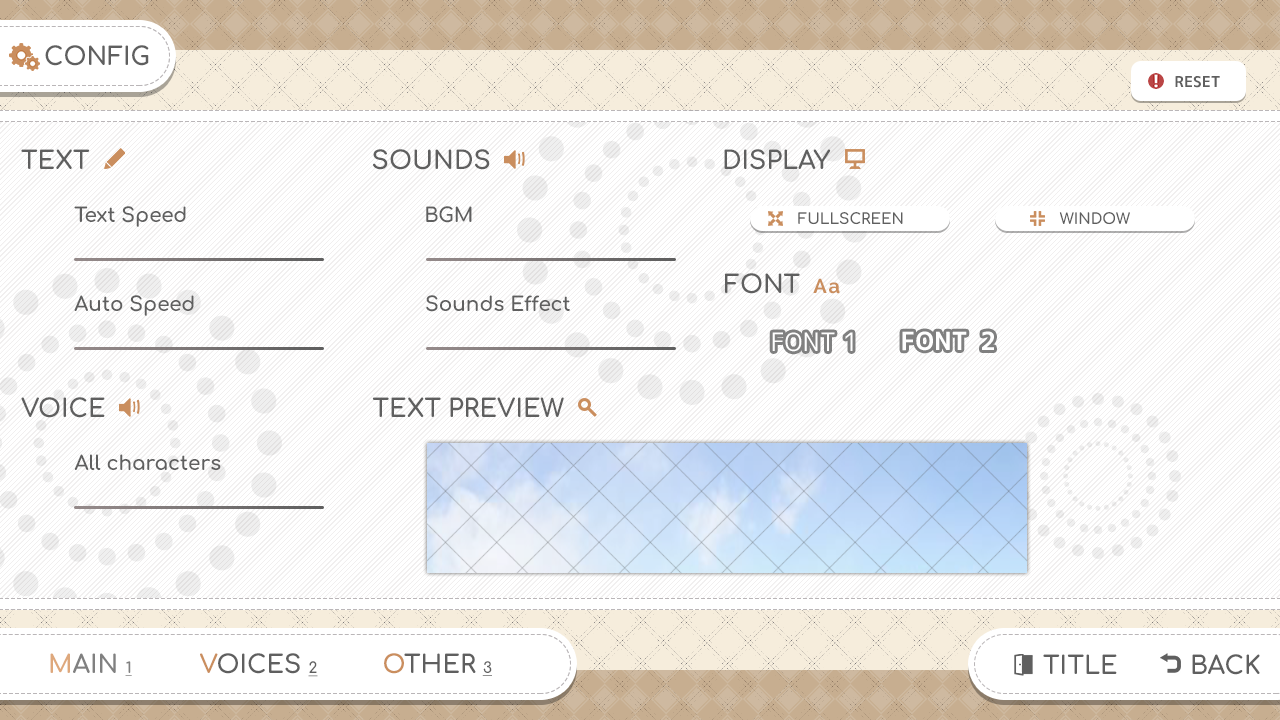 CONFIG
RESET
TEXT
Text Speed
Auto Speed
VOICE
All characters
SOUNDS
BGM
Sounds Effect
DISPLAY
FULLSCREEN WINDOW
FONT Aa
FONT 1 FONT 2
TEXT PREVIEW
MAIN 1 VOICES 2 OTHER 3
TITLE BACK